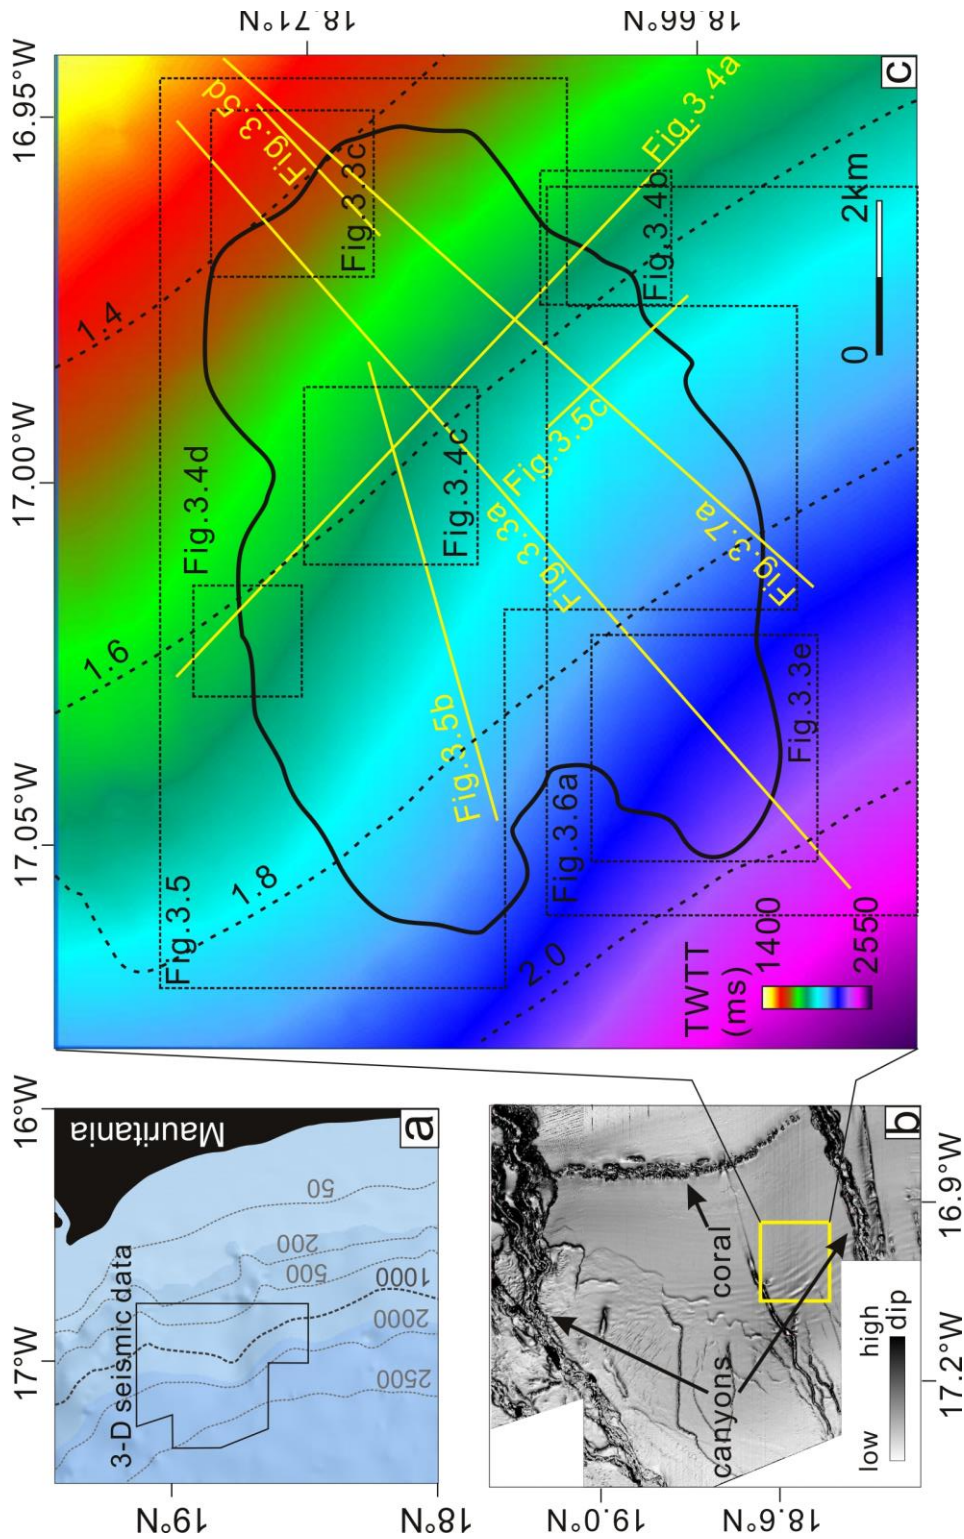 a
17°W
16°W
19°N
18°N
3-D seismic data
Mauritania
50
200
500
1000
2000
2500
b
19.0°N
18.6°N
17.2°W
16.9°W
canyons
coral
low
high
dip
c
17.05°W
17.00°W
16.95°W
18.71°N
18.66°N
1.4
1.6
1.8
2.0
Fig.3.5
Fig.3.4d
Fig.3.5d
Fig.3.3c
Fig.3.4a
Fig.3.4b
Fig.3.4c
Fig.3.5b
Fig.3.3a
Fig.3.5c
Fig.3.7a
Fig.3.6a
Fig.3.3e
TWTT
(ms)
1400
2550
0
2km